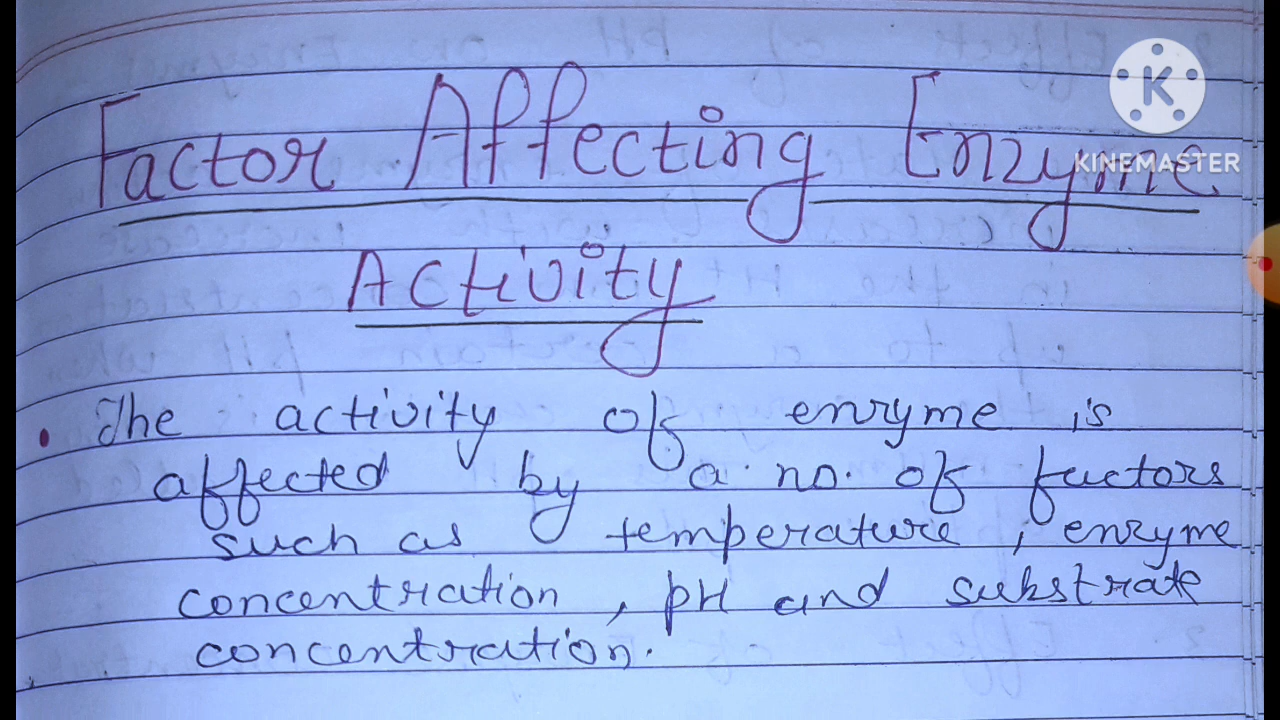 Factor Affecting Enzyme
Activity
KINEMASTER
• The activity of enzyme is
affected by a no. of factors
such as temperature, enzyme
concentration, pH and substrate
concentration.